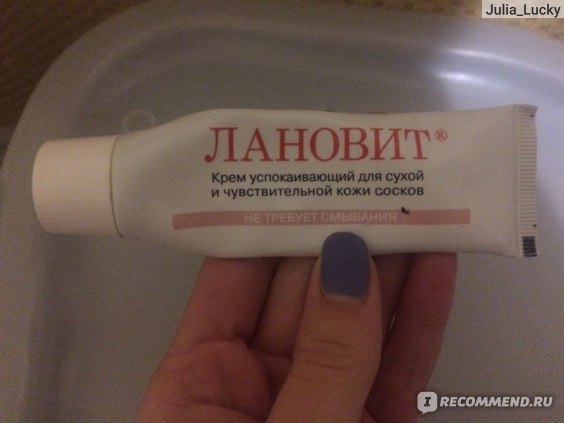 Julia_Lucky
ЛАНОВИТ®
Крем успокаивающий для сухой
и чувствительной кожи сосков
НЕ ТРЕБУЕТ СМЫВАНИЯ
I RECOMMEND.RU